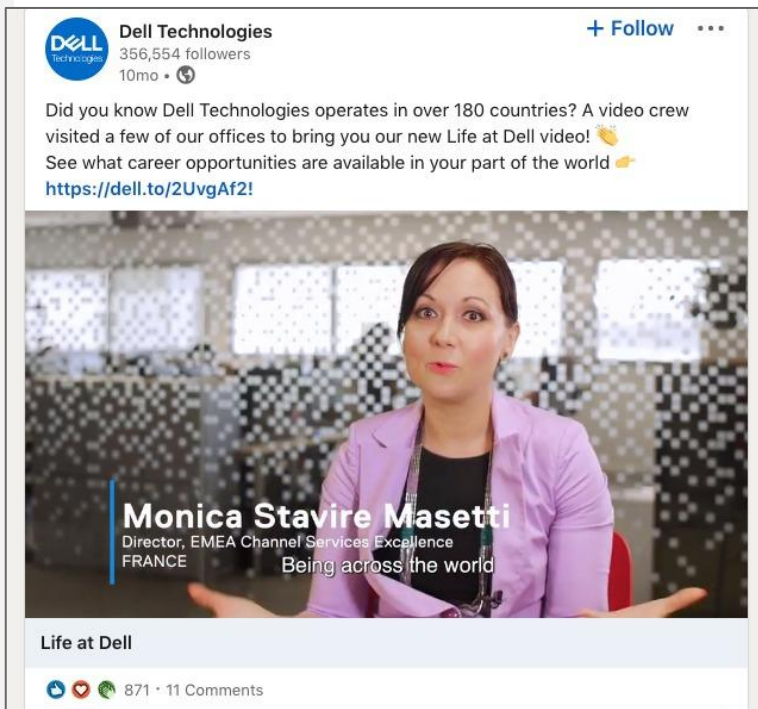 DELL
Technologies
Dell Technologies
+ Follow
356,554 followers
10mo •
Did you know Dell Technologies operates in over 180 countries? A video crew
visited a few of our offices to bring you our new Life at Dell video! 👏
See what career opportunities are available in your part of the world 👉
https://dell.to/2UvgAf2!
Monica Stavire Masetti
Director, EMEA Channel Services Excellence
FRANCE
Being across the world
Life at Dell
871 · 11 Comments